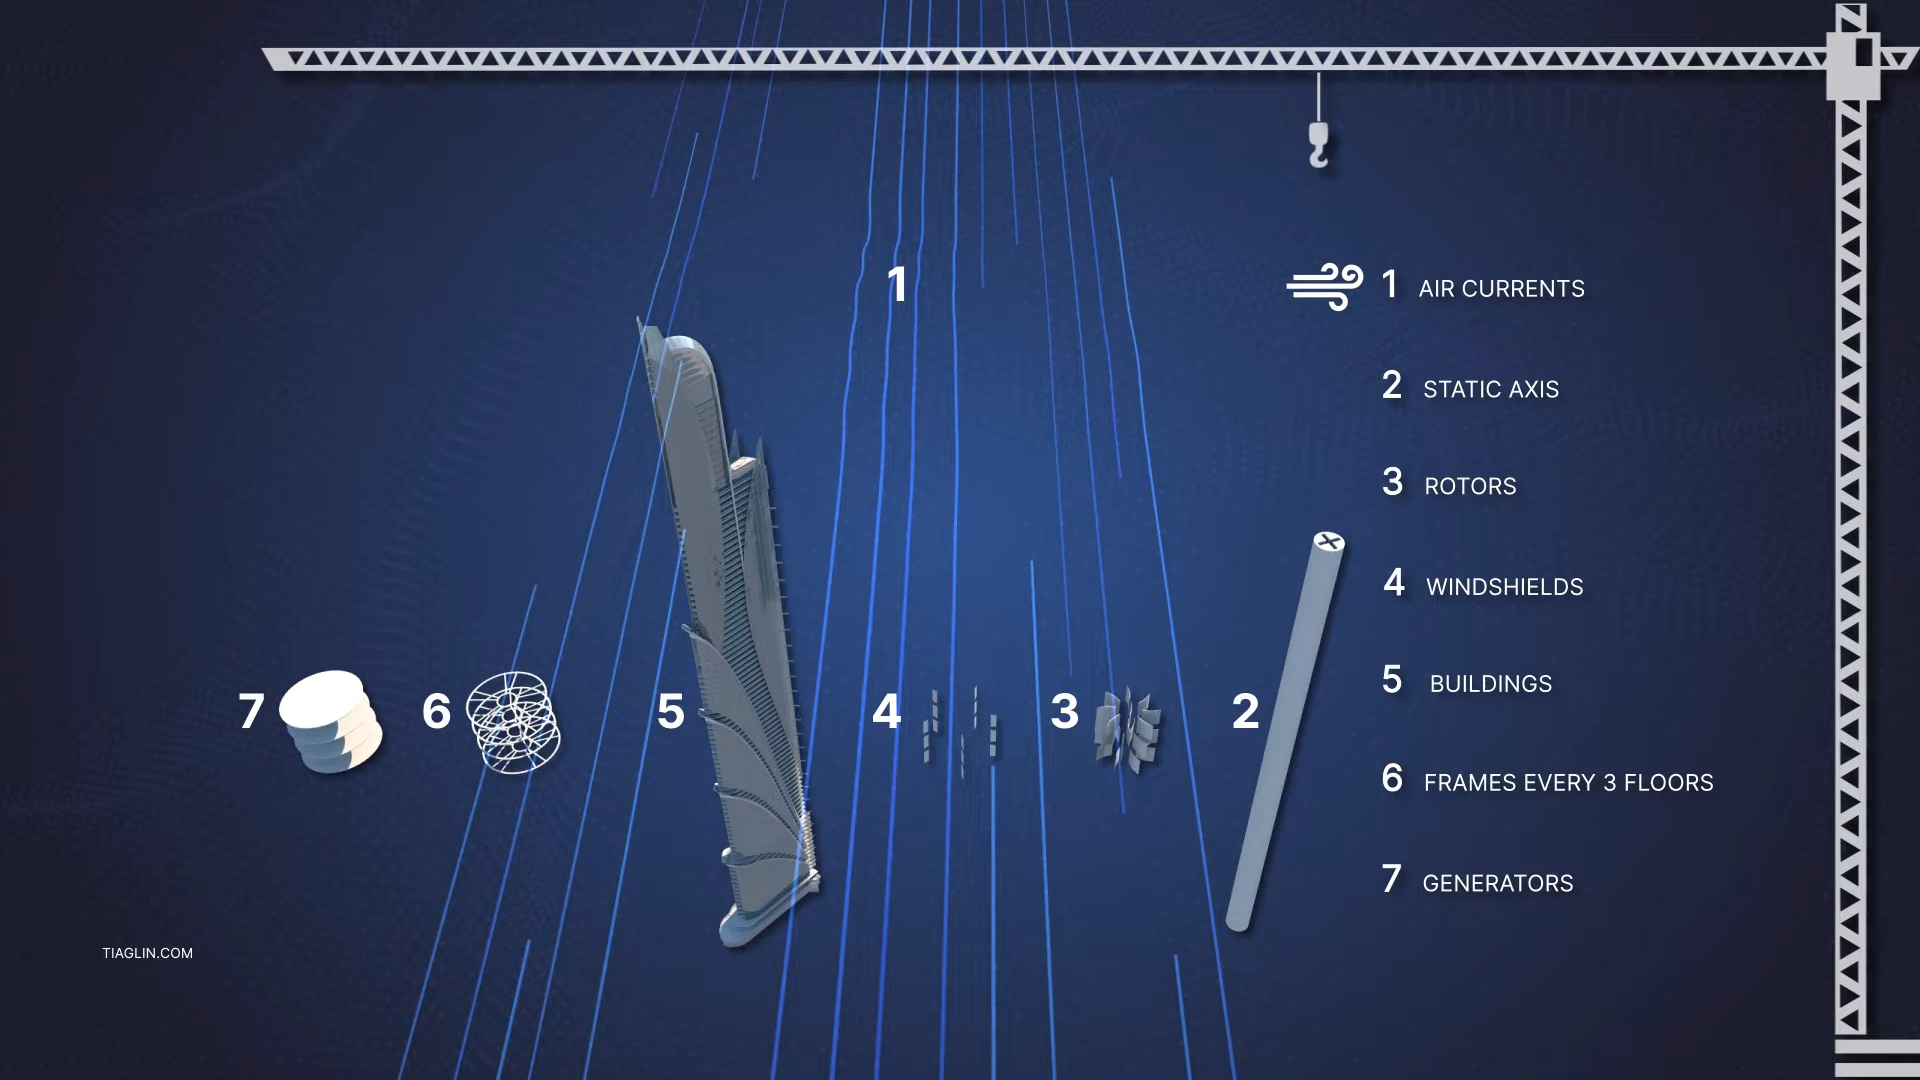 1
1 AIR CURRENTS
2 STATIC AXIS
3 ROTORS
4 WINDSHIELDS
5 BUILDINGS
6 FRAMES EVERY 3 FLOORS
7 GENERATORS
7 6 5 4 3 2
TIAGLIN.COM